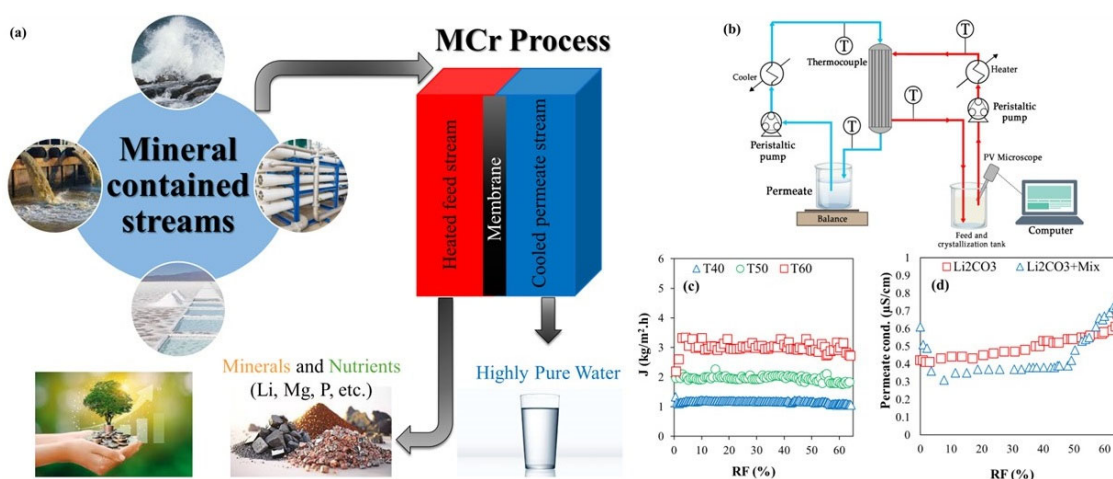 (a)
Mineral
contained
streams
MCr Process
Heated feed stream
Membrane
Cooled permeate stream
Minerals and Nutrients
(Li, Mg, P, etc.)
Highly Pure Water
(b)
T
T
Thermocouple
Cooler
Heater
T
Peristaltic
pump
Peristaltic
pump
T
PV Microscope
Permeate
Balance
Feed and
crystallization tank
Computer
T40 T50 T60
(c)
J (kg/m².h)
6
5
4
3
2
1
0
0 10 20 30 40 50 60
RF (%)
Li2CO3 Li2CO3+Mix
(d)
Permeate cond. (µS/cm)
1
0.9
0.8
0.7
0.6
0.5
0.4
0.3
0.2
0.1
0
0 10 20 30 40 50 60
RF (%)